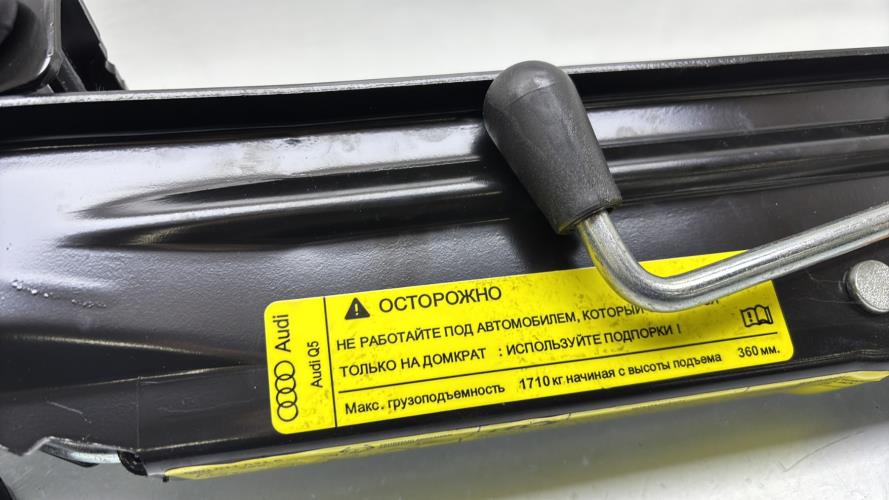 Audi
Audi Q5
ОСТОРОЖНО
НЕ РАБОТАЙТЕ ПОД АВТОМОБИЛЕМ, КОТОРЫЙ
ТОЛЬКО НА ДОМКРАТ : ИСПОЛЬЗУЙТЕ ПОДПОРКИ !
Макс. грузоподъемность 1710 кг начиная с высоты подъема 360 мм.